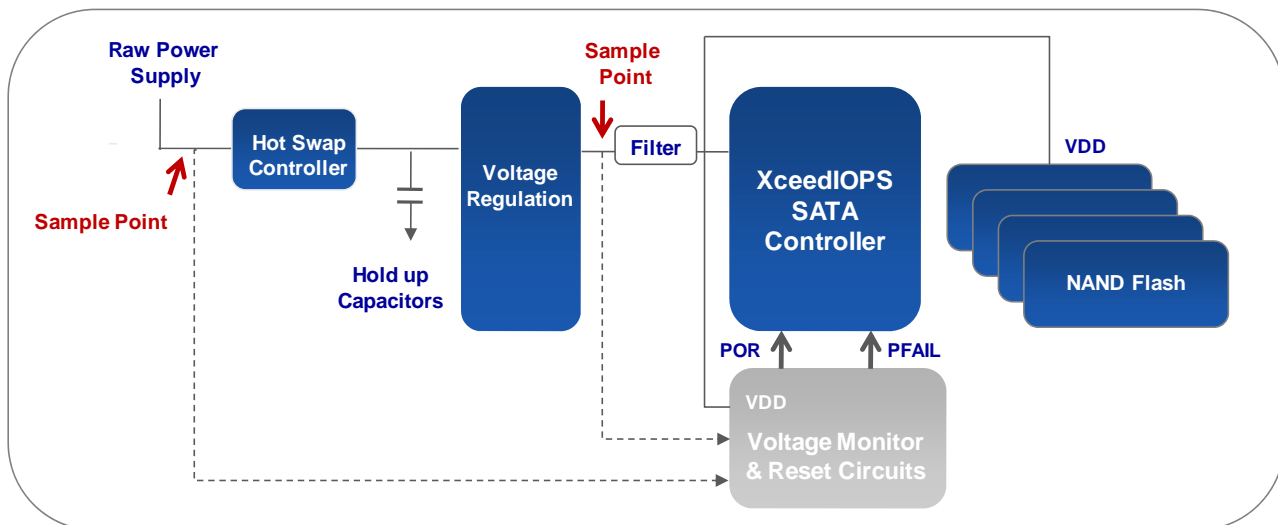 Raw Power
Supply
Sample
Point
Hot Swap
Controller
Filter
Voltage
Regulation
XceedIOPS
SATA
Controller
VDD
Sample Point
Hold up
Capacitors
NAND Flash
POR
PFAIL
VDD
Voltage Monitor
& Reset Circuits